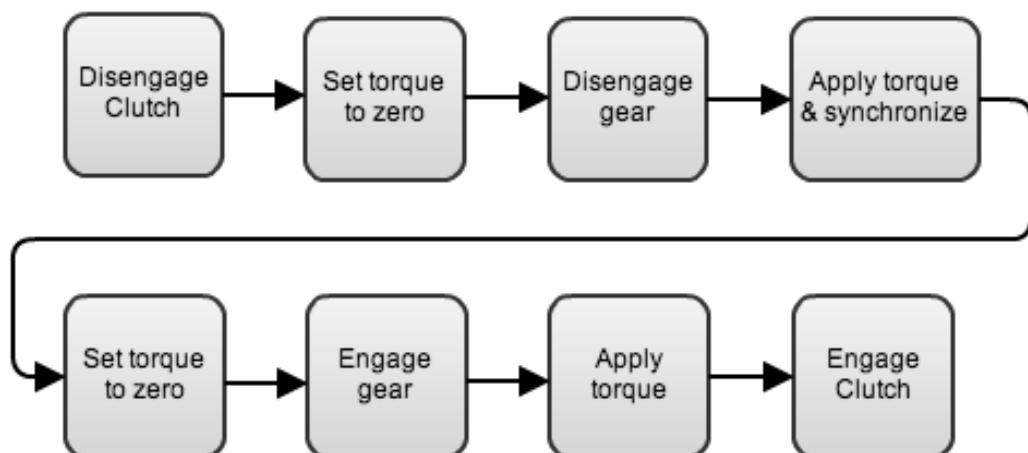 Disengage
Clutch
Set torque
to zero
Disengage
gear
Apply torque
& synchronize
Set torque
to zero
Engage
gear
Apply
torque
Engage
Clutch